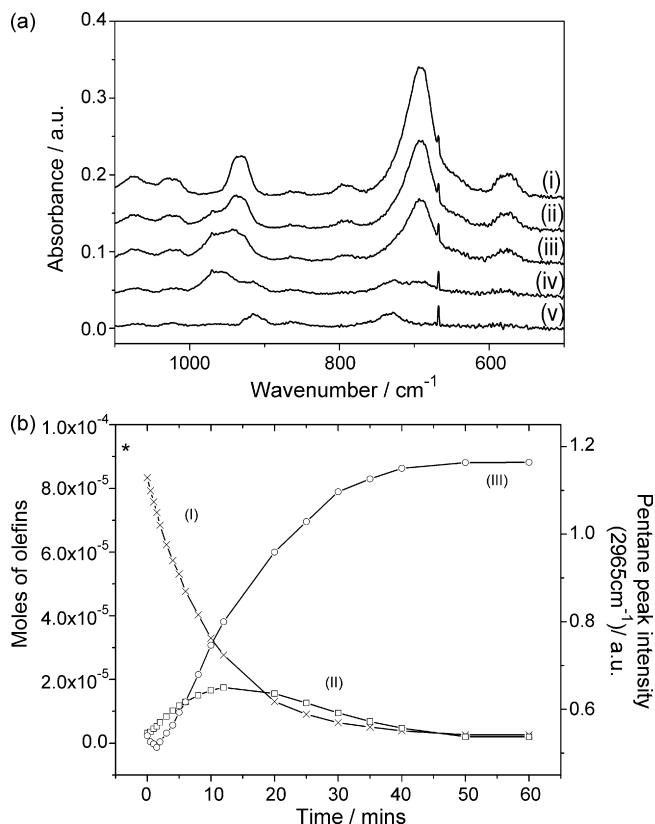 (a)
0.4
0.3
0.2
0.1
0.0
Absorbance / a.u.
(i)
(ii)
(iii)
(iv)
(v)
1000
800
600
Wavenumber / cm⁻¹
(b)
1.0x10⁻⁴
8.0x10⁻⁵
6.0x10⁻⁵
4.0x10⁻⁵
2.0x10⁻⁵
0.0
Moles of olefins
*
(I)
(II)
(III)
1.2
1.0
0.8
0.6
Pentane peak intensity
(2965cm⁻¹)/ a.u.
0
10
20
30
40
50
60
Time / mins